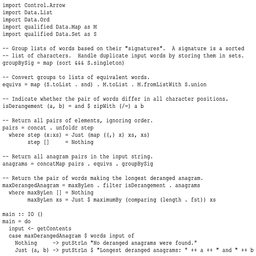 import Control.Arrow
import Data.List
import Data.Ord
import qualified Data.Map as M
import qualified Data.Set as S

-- Group lists of words based on their "signatures".  A signature is a sorted
-- list of characters.  Handle duplicate input words by storing them in sets.
groupBySig = map (sort &&& S.singleton)

-- Convert groups to lists of equivalent words.
equivs = map (S.toList . snd) . M.toList . M.fromListWith S.union

-- Indicate whether the pair of words differ in all character positions.
isDerangement (a, b) = and $ zipWith (/=) a b

-- Return all pairs of elements, ignoring order.
pairs = concat . unfoldr step
  where step (x:xs) = Just (map ((,) x) xs, xs)
        step []     = Nothing

-- Return all anagram pairs in the input string.
anagrams = concatMap pairs . equivs . groupBySig

-- Return the pair of words making the longest deranged anagram.
maxDerangedAnagram = maxByLen . filter isDerangement . anagrams
  where maxByLen [] = Nothing
        maxByLen xs = Just $ maximumBy (comparing (length . fst)) xs

main :: IO ()
main = do
  input <- getContents
  case maxDerangedAnagram $ words input of
    Nothing     -> putStrLn "No deranged anagrams were found."
    Just (a, b) -> putStrLn $ "Longest deranged anagrams: " ++ a ++ " and " ++ b